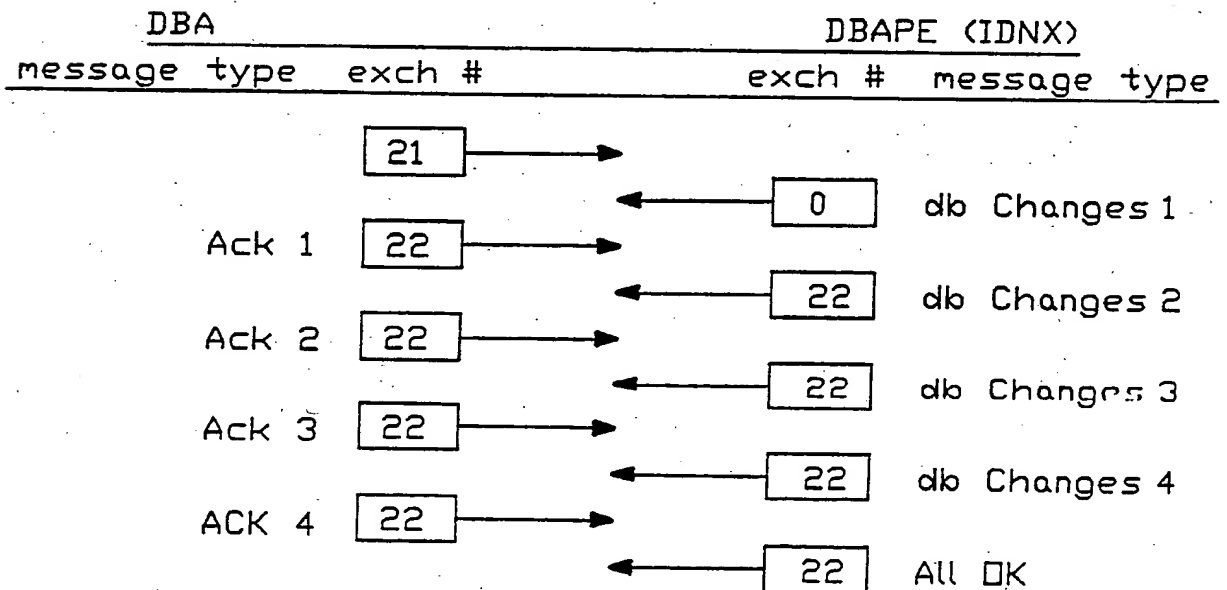 DBA DBAPE (IDNX)
message type exch # exch # message type
21
0 db Changes 1
Ack 1 22
22 db Changes 2
Ack 2 22
22 db Changes 3
Ack 3 22
22 db Changes 4
ACK 4 22
22 All OK